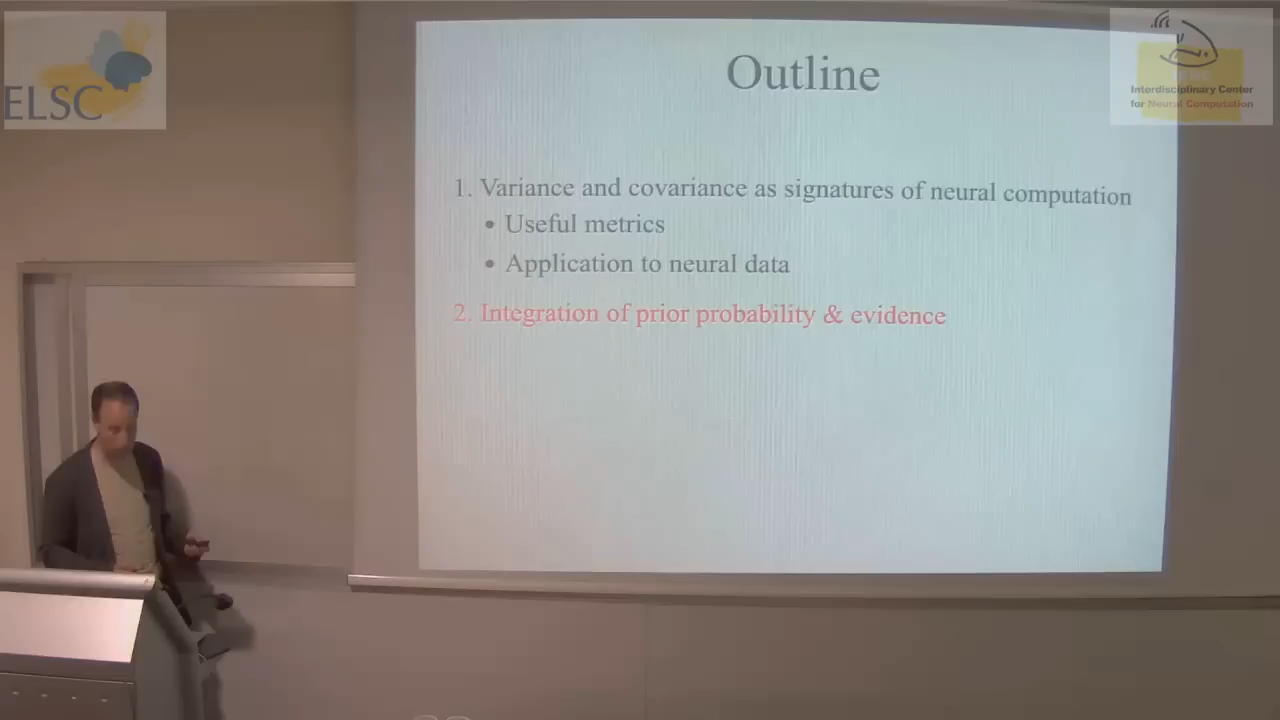 ELSC
Interdisciplinary Center
for Neural Computation
Outline
1. Variance and covariance as signatures of neural computation
• Useful metrics
• Application to neural data
2. Integration of prior probability & evidence